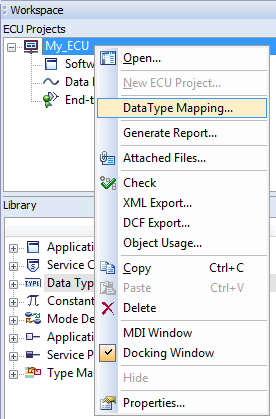 Workspace
ECU Projects
My_ECU
Softw
Data
End-t
Open...
New ECU Project...
DataType Mapping...
Generate Report...
Attached Files...
Check
XML Export...
DCF Export...
Object Usage...
Copy Ctrl+C
Paste Ctrl+V
Delete
MDI Window
Docking Window
Hide
Properties...
Library
Applicati
Service C
TYPE Data Typ
Constant
Mode De
Applicati
Service P
Type Ma